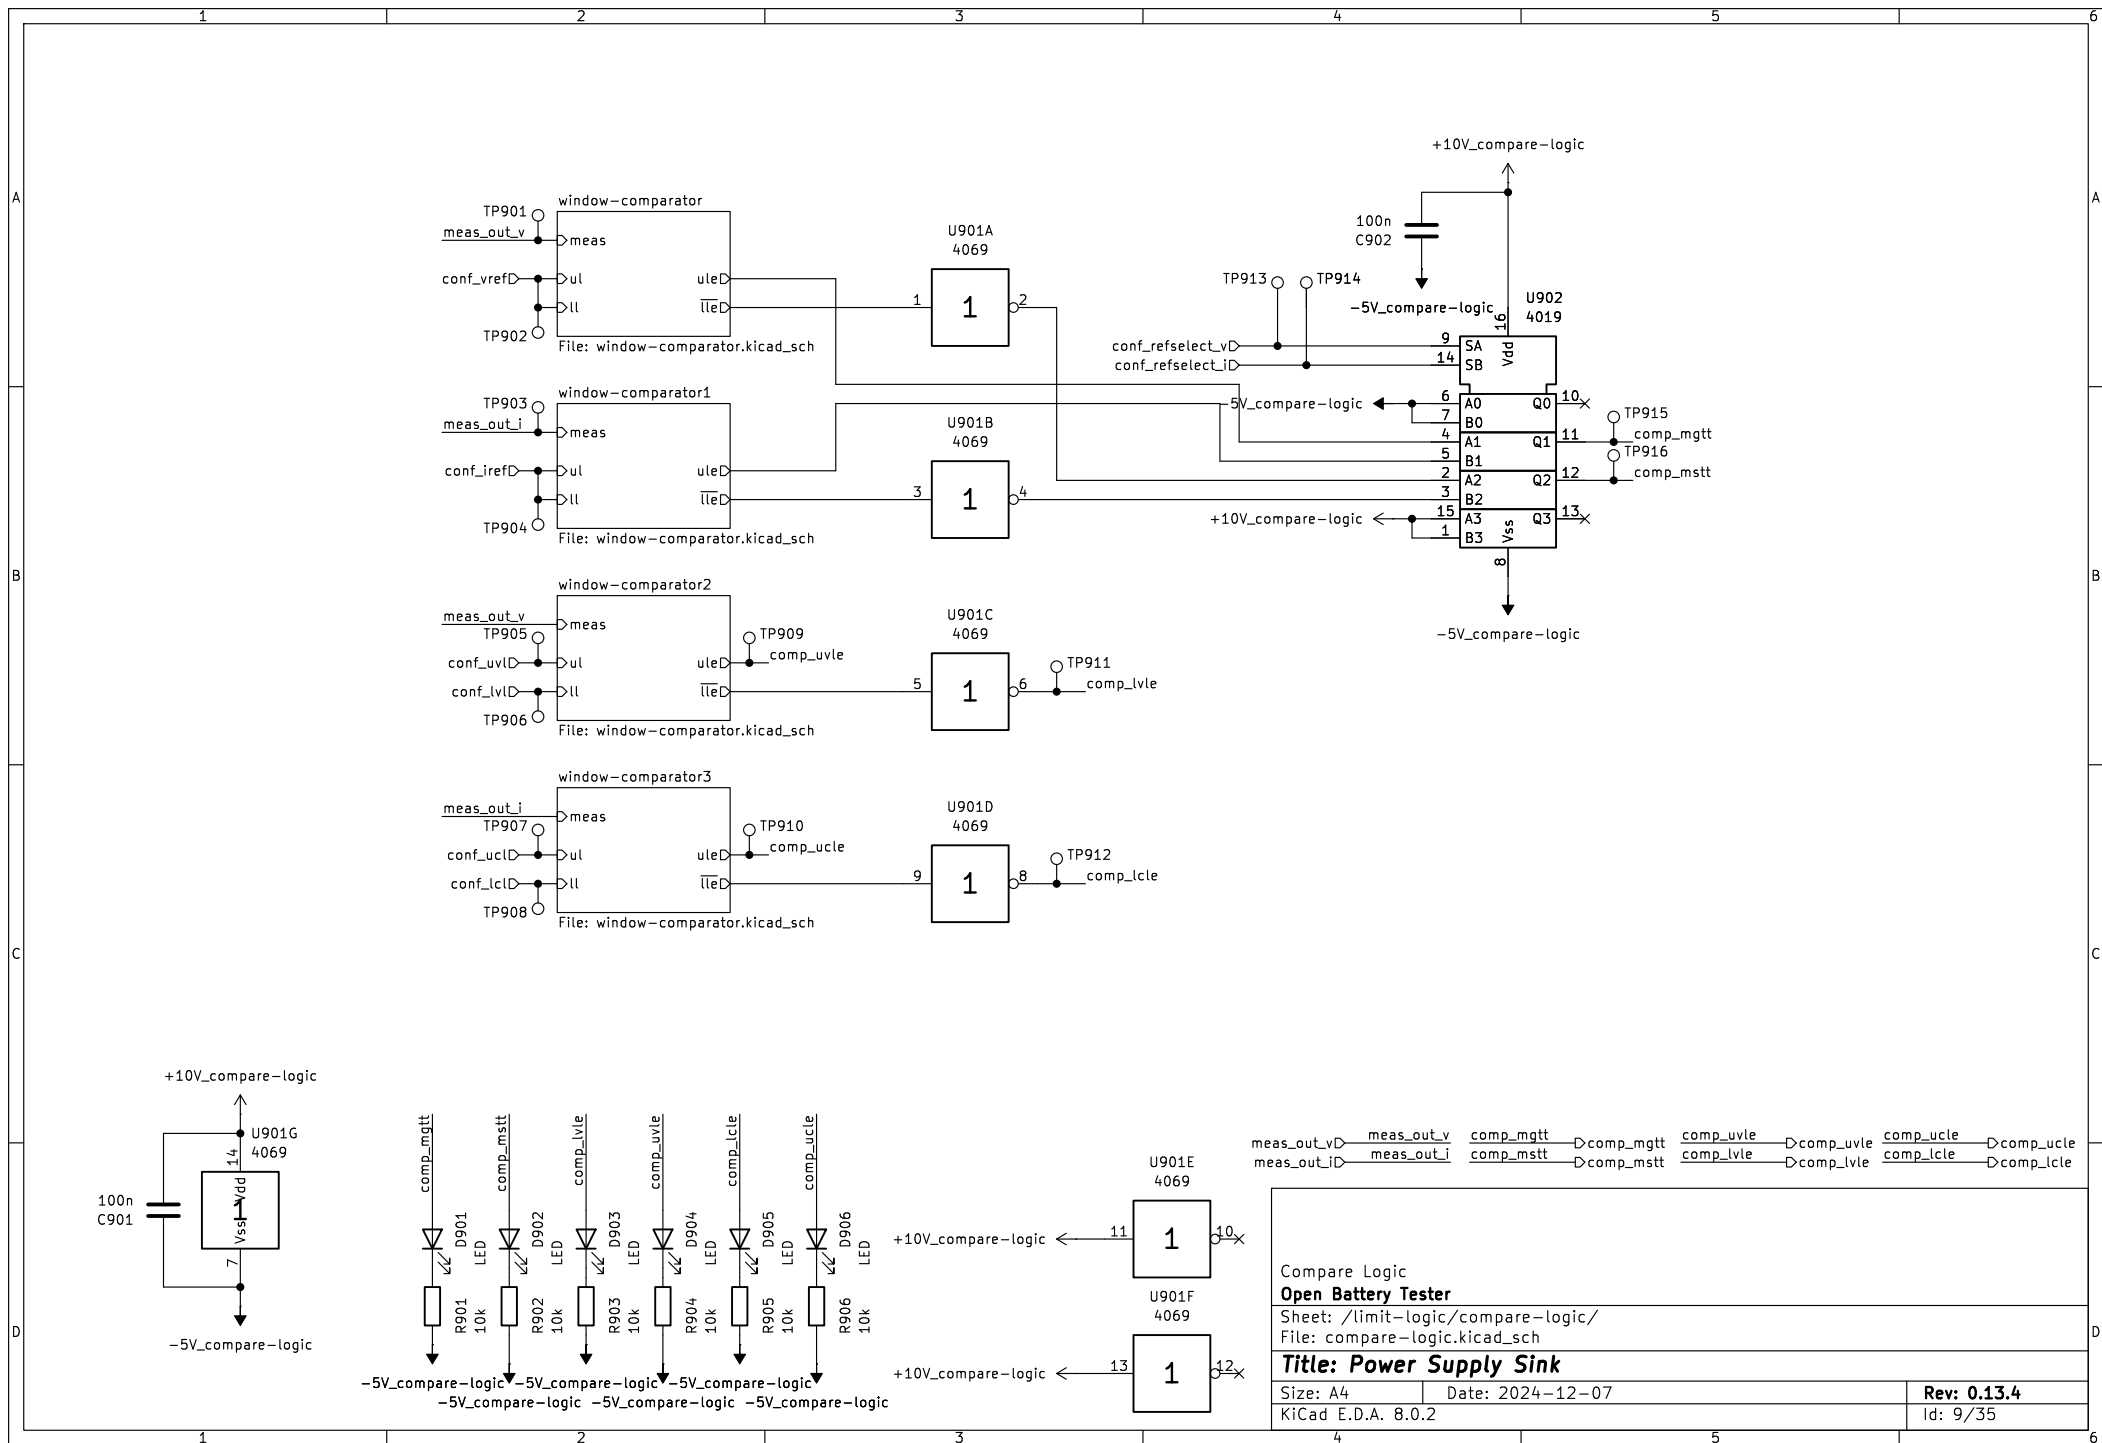 1 2 3 4 5 6
A
A
B
B
C
C
D
D
window-comparator
TP901
meas_out_v
meas
conf_vref
ul
ll
ule
lle
TP902
File: window-comparator.kicad_sch
U901A
4069
1 1 2
window-comparator1
TP903
meas_out_i
meas
conf_iref
ul
ll
ule
lle
TP904
File: window-comparator.kicad_sch
U901B
4069
3 1 4
window-comparator2
meas_out_v
TP905
meas
conf_uvl
ul
conf_lvl
ll
ule
lle
TP906
TP909
comp_uvle
File: window-comparator.kicad_sch
U901C
4069
5 1 6
TP911
comp_lvle
window-comparator3
meas_out_i
TP907
meas
conf_ucl
ul
conf_lcl
ll
ule
lle
TP908
TP910
comp_ucle
File: window-comparator.kicad_sch
U901D
4069
9 1 8
TP912
comp_lcle
+10V_compare-logic
100n
C902
-5V_compare-logic
TP913 TP914
U902
4019
16
Vdd
conf_refselect_v 9 SA
conf_refselect_i 14 SB
-5V_compare-logic 6 A0 Q0 10
7 B0
4 A1 Q1 11
5 B1
2 A2 Q2 12
3 B2
+10V_compare-logic 15 A3 Q3 13
1 B3
Vss
8
TP915
comp_mgtt
TP916
comp_mstt
-5V_compare-logic
+10V_compare-logic
U901G
4069
14
Vdd
1
Vss
7
100n
C901
-5V_compare-logic
comp_mgtt
comp_mstt
comp_lvle
comp_uvle
comp_lcle
comp_ucle
D901
LED
D902
LED
D903
LED
D904
LED
D905
LED
D906
LED
R901
10k
R902
10k
R903
10k
R904
10k
R905
10k
R906
10k
-5V_compare-logic -5V_compare-logic -5V_compare-logic
-5V_compare-logic -5V_compare-logic -5V_compare-logic
U901E
4069
+10V_compare-logic 11 1 10
U901F
4069
+10V_compare-logic 13 1 12
meas_out_v meas_out_v comp_mgtt comp_mgtt comp_uvle comp_uvle comp_ucle comp_ucle
meas_out_i meas_out_i comp_mstt comp_mstt comp_lvle comp_lvle comp_lcle comp_lcle
Compare Logic
Open Battery Tester
Sheet: /limit-logic/compare-logic/
File: compare-logic.kicad_sch
Title: Power Supply Sink
Size: A4 Date: 2024-12-07 Rev: 0.13.4
KiCad E.D.A. 8.0.2 Id: 9/35
1 2 3 4 5 6